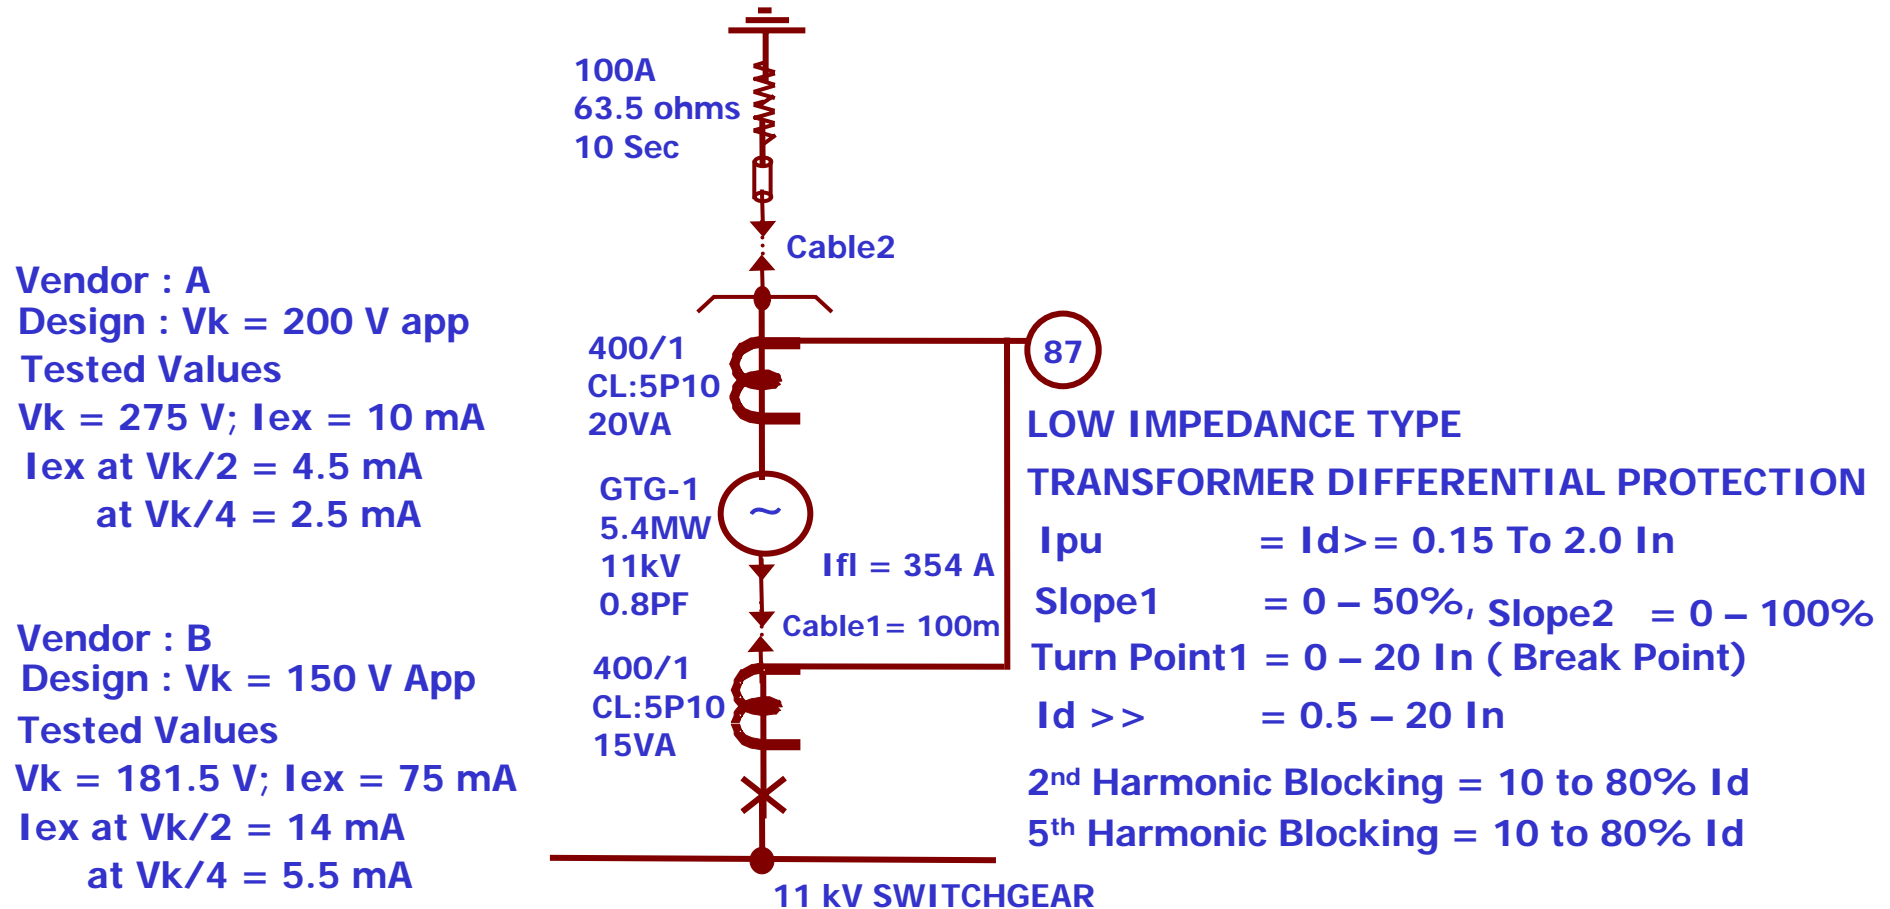 100A
63.5 ohms
10 Sec
Cable2
Vendor : A
Design : Vk = 200 V app
Tested Values
Vk = 275 V; Iex = 10 mA
Iex at Vk/2 = 4.5 mA
at Vk/4 = 2.5 mA
Vendor : B
Design : Vk = 150 V App
Tested Values
Vk = 181.5 V; Iex = 75 mA
Iex at Vk/2 = 14 mA
at Vk/4 = 5.5 mA
400/1
CL:5P10
20VA
87
GTG-1
5.4MW
11kV
0.8PF
~
Ifl = 354 A
Cable1= 100m
400/1
CL:5P10
15VA
11 kV SWITCHGEAR
LOW IMPEDANCE TYPE
TRANSFORMER DIFFERENTIAL PROTECTION
Ipu = Id>= 0.15 To 2.0 In
Slope1 = 0 – 50%, Slope2 = 0 – 100%
Turn Point1 = 0 – 20 In ( Break Point)
Id >> = 0.5 – 20 In
2nd Harmonic Blocking = 10 to 80% Id
5th Harmonic Blocking = 10 to 80% Id